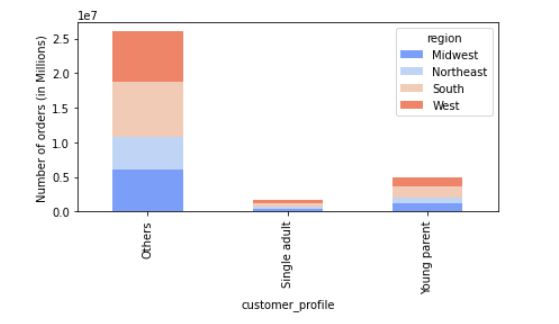 1e7
region
Midwest
Northeast
South
West
Number of orders (in Millions)
2.5
2.0
1.5
1.0
0.5
0.0
Others
Single adult
Young parent
customer_profile